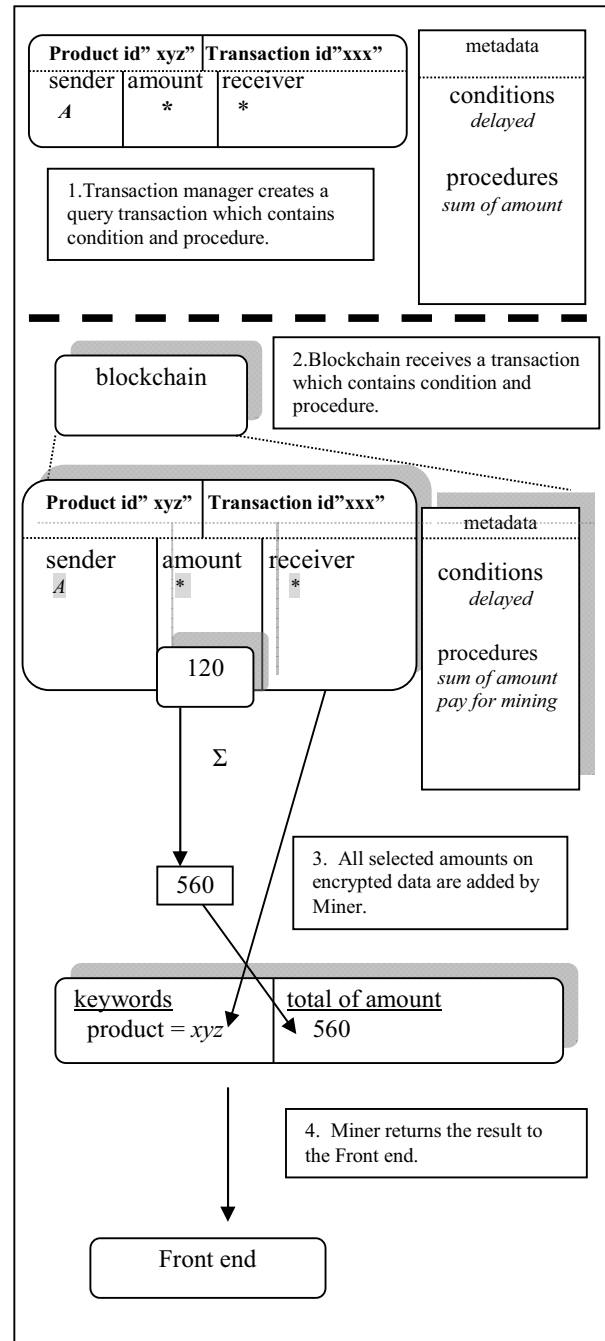 Product id” xyz” Transaction id”xxx”
sender amount receiver
A * *
metadata
conditions
delayed
procedures
sum of amount
1.Transaction manager creates a
query transaction which contains
condition and procedure.
blockchain
2.Blockchain receives a transaction
which contains condition and
procedure.
Product id” xyz” Transaction id”xxx”
sender amount receiver
A * *
120
metadata
conditions
delayed
procedures
sum of amount
pay for mining
Σ
560
3. All selected amounts on
encrypted data are added by
Miner.
keywords total of amount
product = xyz 560
4. Miner returns the result to
the Front end.
Front end